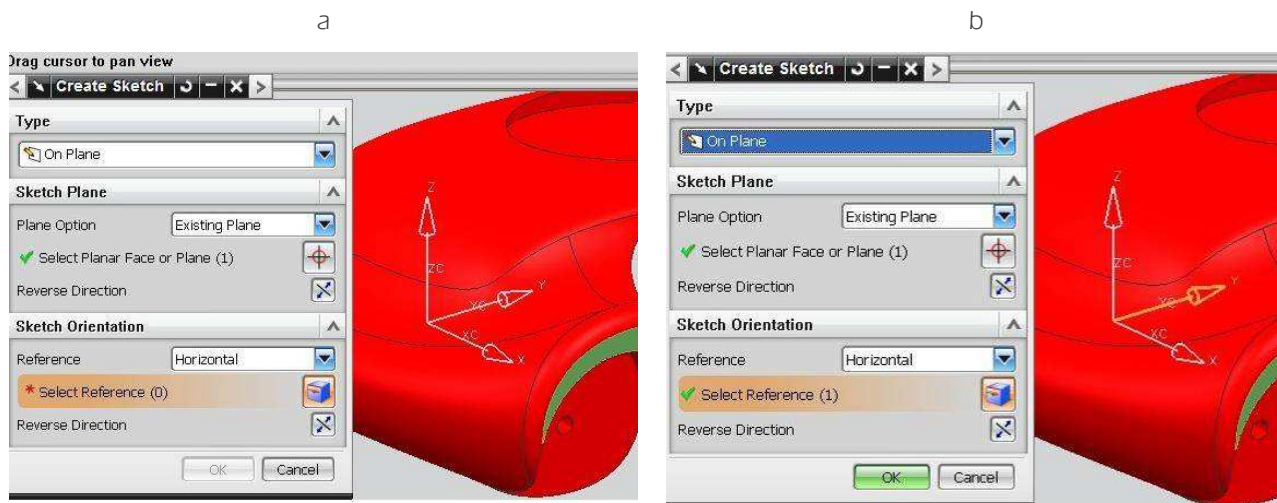 a
b
Drag cursor to pan view
Create Sketch
Type
On Plane
Sketch Plane
Plane Option Existing Plane
Select Planar Face or Plane (1)
Reverse Direction
Sketch Orientation
Reference Horizontal
* Select Reference (0)
Reverse Direction
OK Cancel
Z
ZC
YC Y
XC
X
Create Sketch
Type
On Plane
Sketch Plane
Plane Option Existing Plane
Select Planar Face or Plane (1)
Reverse Direction
Sketch Orientation
Reference Horizontal
Select Reference (1)
Reverse Direction
OK Cancel
Z
ZC
YC Y
XC
X